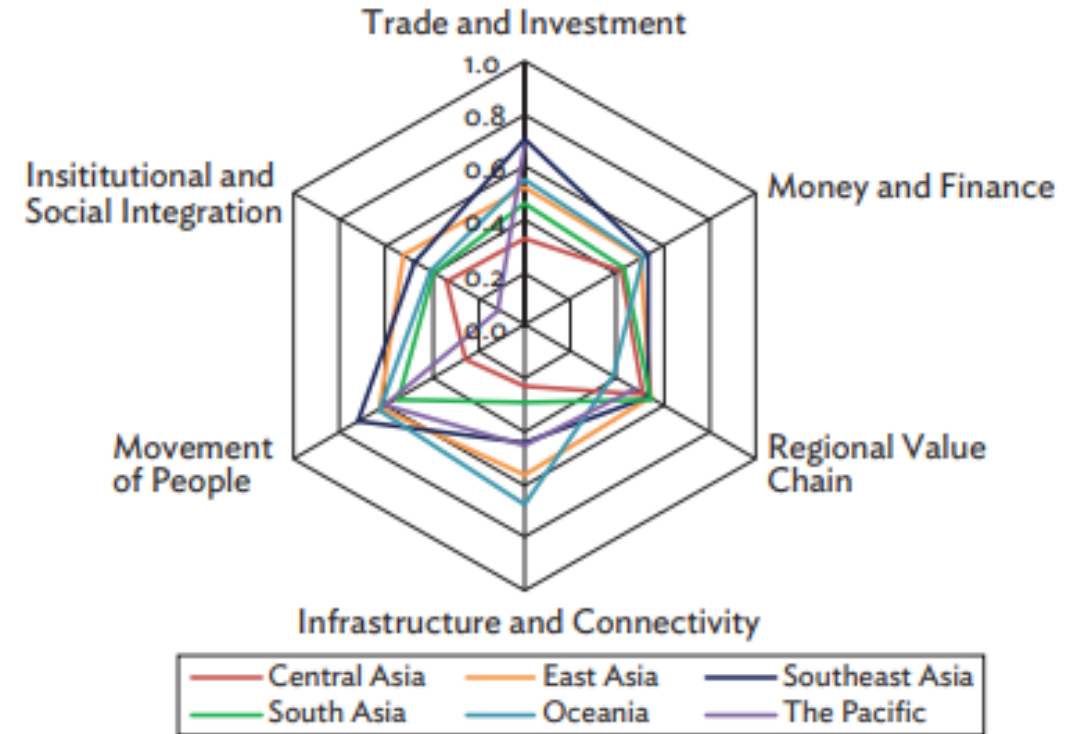 Trade and Investment
1.0
0.8
0.6
0.4
0.2
0.0
Insititutional and
Social Integration
Money and Finance
Movement
of People
Regional Value
Chain
Infrastructure and Connectivity
Central Asia East Asia Southeast Asia
South Asia Oceania The Pacific